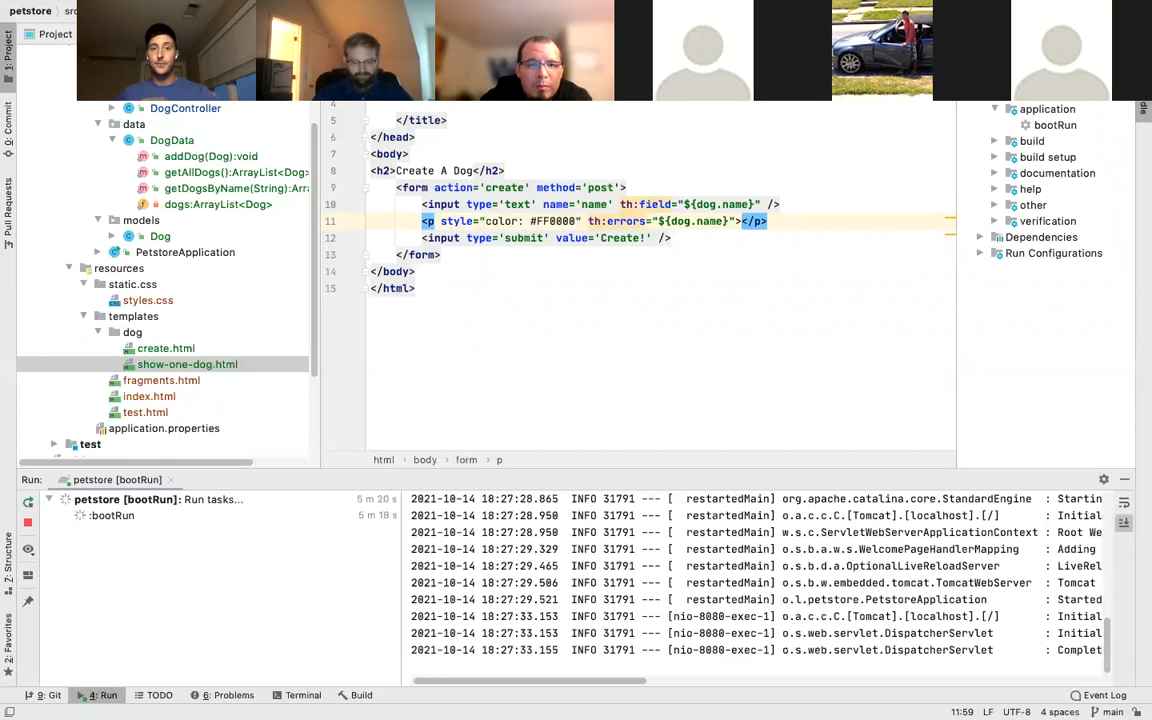 petstore
src
1: Project
0: Commit
Pull Requests
7: Structure
2: Favorites
Project
DogController
data
DogData
addDog(Dog):void
getAllDogs():ArrayList<Dog>
getDogsByName(String):Arr
dogs:ArrayList<Dog>
models
Dog
PetstoreApplication
resources
static.css
styles.css
templates
dog
create.html
show-one-dog.html
fragments.html
index.html
test.html
application.properties
test
4
5 </title>
6 </head>
7 <body>
8 <h2>Create A Dog</h2>
9 <form action='create' method='post'>
10 <input type='text' name='name' th:field="${dog.name}" />
11 <p style="color: #FF0000" th:errors="${dog.name}"></p>
12 <input type='submit' value='Create!' />
13 </form>
14 </body>
15 </html>
html › body › form › p
application
bootRun
build
build setup
documentation
help
other
verification
Dependencies
Run Configurations
Run: petstore [bootRun]
petstore [bootRun]: Run tasks... 5 m 20 s
:bootRun 5 m 18 s
2021-10-14 18:27:28.865 INFO 31791 --- [ restartedMain] org.apache.catalina.core.StandardEngine : Startin
2021-10-14 18:27:28.950 INFO 31791 --- [ restartedMain] o.a.c.c.C.[Tomcat].[localhost].[/] : Initial
2021-10-14 18:27:28.950 INFO 31791 --- [ restartedMain] w.s.c.ServletWebServerApplicationContext : Root We
2021-10-14 18:27:29.329 INFO 31791 --- [ restartedMain] o.s.b.a.w.s.WelcomePageHandlerMapping : Adding
2021-10-14 18:27:29.465 INFO 31791 --- [ restartedMain] o.s.b.d.a.OptionalLiveReloadServer : LiveRel
2021-10-14 18:27:29.506 INFO 31791 --- [ restartedMain] o.s.b.w.embedded.tomcat.TomcatWebServer : Tomcat
2021-10-14 18:27:29.521 INFO 31791 --- [ restartedMain] o.l.petstore.PetstoreApplication : Started
2021-10-14 18:27:33.153 INFO 31791 --- [nio-8080-exec-1] o.a.c.c.C.[Tomcat].[localhost].[/] : Initial
2021-10-14 18:27:33.153 INFO 31791 --- [nio-8080-exec-1] o.s.web.servlet.DispatcherServlet : Initial
2021-10-14 18:27:33.155 INFO 31791 --- [nio-8080-exec-1] o.s.web.servlet.DispatcherServlet : Complet
9: Git 4: Run TODO 6: Problems Terminal Build Event Log
11:59 LF UTF-8 4 spaces main